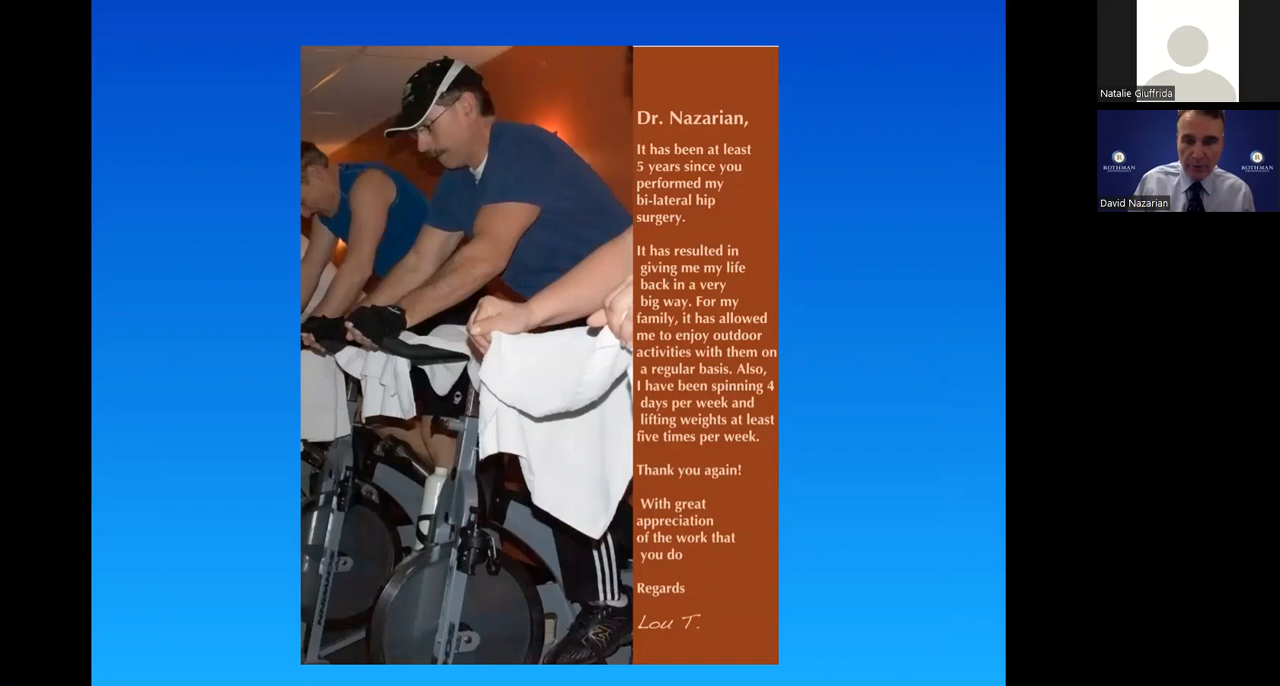 Dr. Nazarian,
It has been at least
5 years since you
performed my
bi-lateral hip
surgery.
It has resulted in
giving me my life
back in a very
big way. For my
family, it has allowed
me to enjoy outdoor
activities with them on
a regular basis. Also,
I have been spinning 4
days per week and
lifting weights at least
five times per week.
Thank you again!
With great
appreciation
of the work that
you do
Regards
Lou T.
Natalie Giuffrida
ROTHMAN
ROTHMAN
David Nazarian